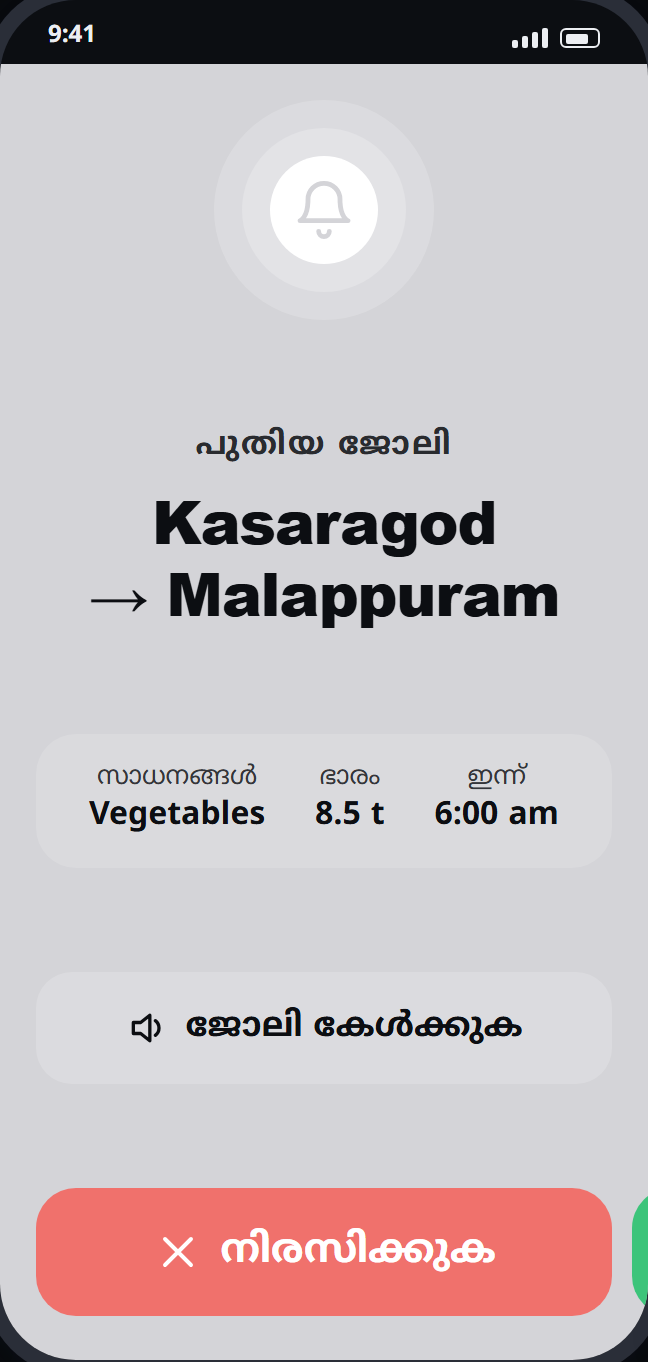 9:41
പുതിയ ജോലി
Kasaragod
→ Malappuram
സാധനങ്ങൾ ഭാരം ഇന്ന്
Vegetables 8.5 t 6:00 am
ജോലി കേൾക്കുക
നിരസിക്കുക